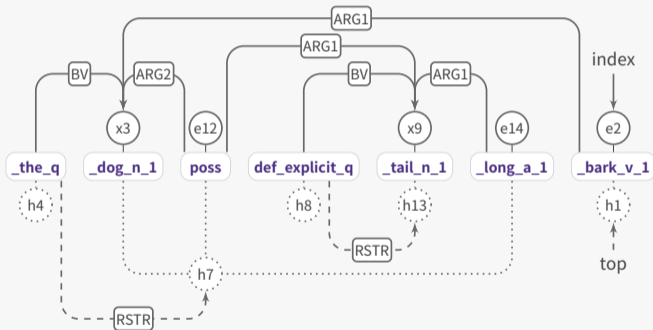 ARG1
ARG1
index
BV ARG2 BV ARG1
x3 e12 x9 e14 e2
_the_q _dog_n_1 poss def_explicit_q _tail_n_1 _long_a_1 _bark_v_1
h4 h8 h13 h1
RSTR
h7 top
RSTR